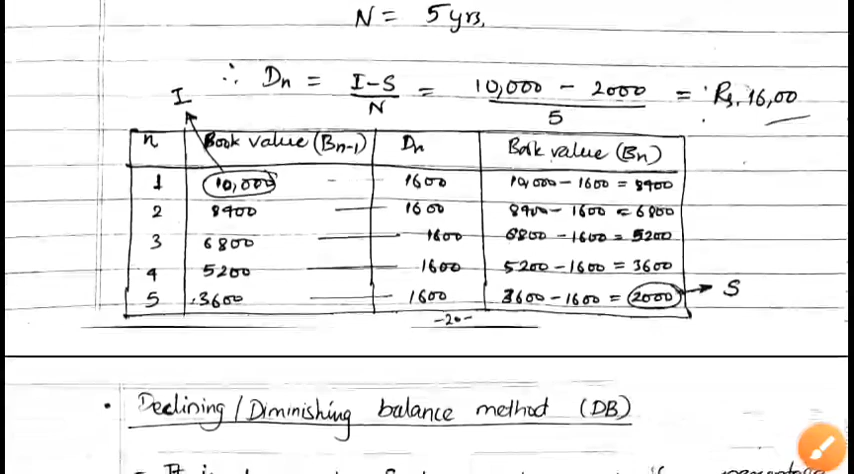 N = 5 yrs.
∴ Dn = I-S / N = 10,000 - 2000 / 5 = Rs. 16,00
I
n Book value (Bn-1) Dn Book value (Bn)
1 10,000 - 1600 10,000 - 1600 = 8400
2 8400 — 1600 8400 - 1600 = 6800
3 6800 — 1600 6800 - 1600 = 5200
4 5200 — 1600 5200 - 1600 = 3600
5 3600 — 1600 3600 - 1600 = 2000 → S
-20-
• Declining / Diminishing balance method (DB)